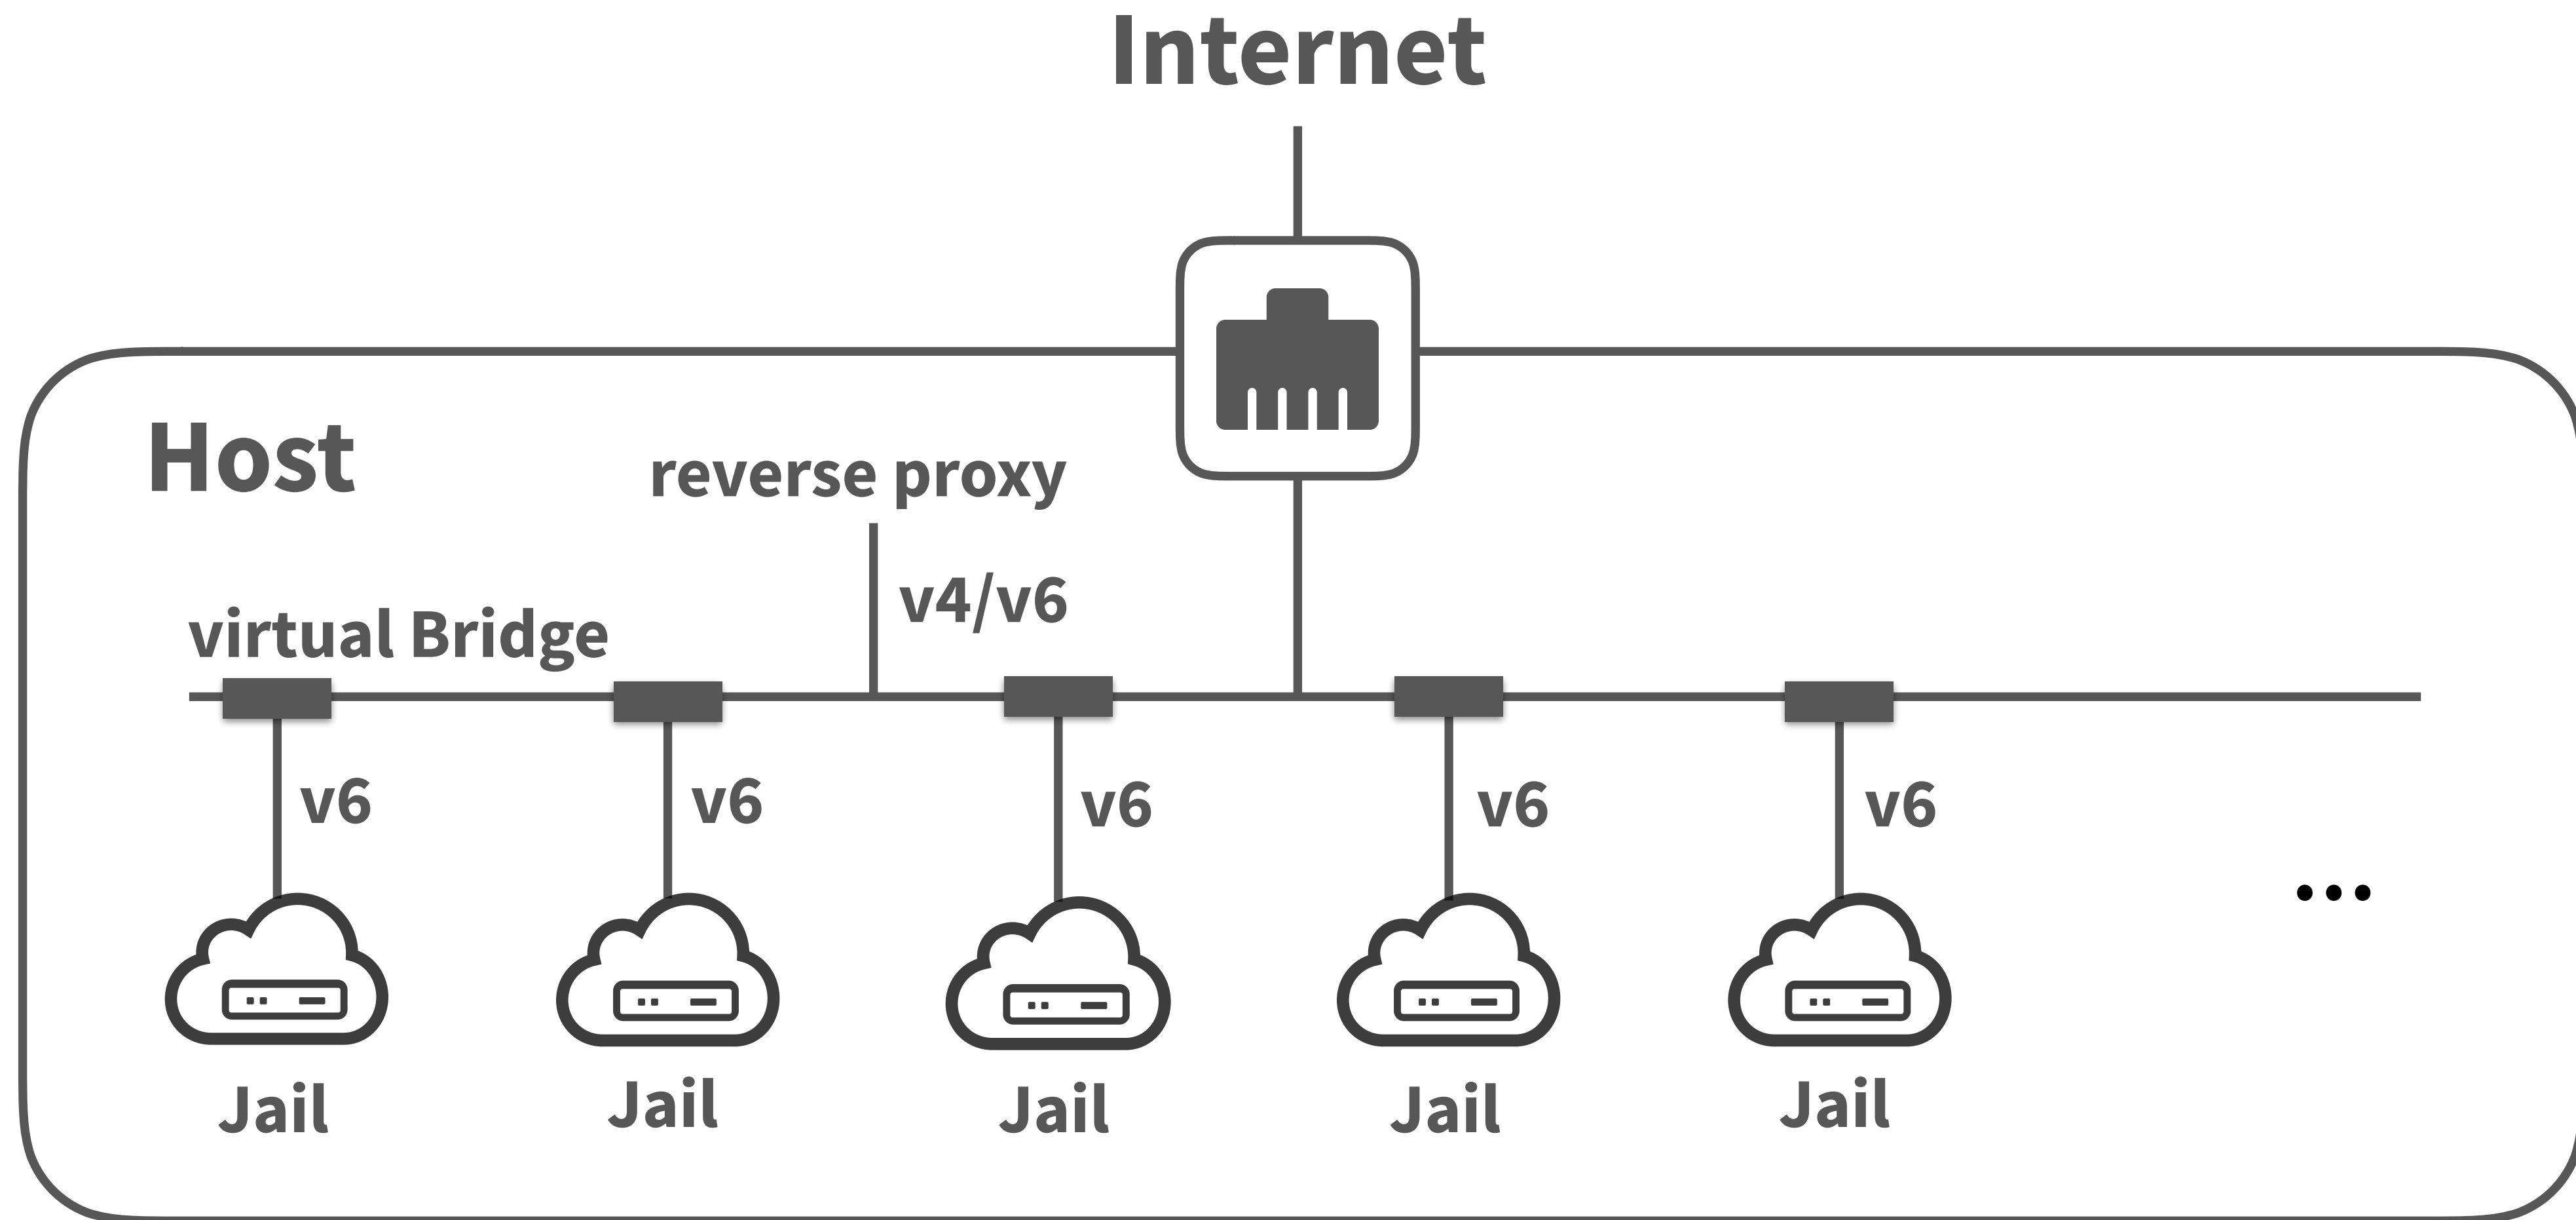 Internet
Host
reverse proxy
v4/v6
virtual Bridge
v6
v6
v6
v6
v6
...
Jail
Jail
Jail
Jail
Jail